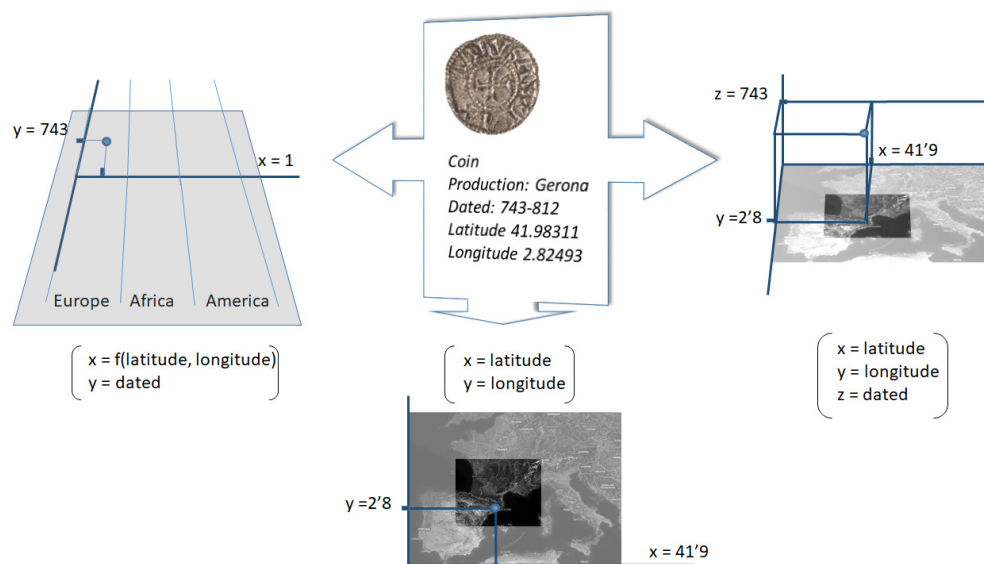 y = 743
x = 1
Europe
Africa
America
x = f(latitude, longitude)
y = dated
Coin
Production: Gerona
Dated: 743-812
Latitude 41.98311
Longitude 2.82493
x = latitude
y = longitude
y =2’8
x = 41’9
z = 743
x = 41’9
y =2’8
x = latitude
y = longitude
z = dated